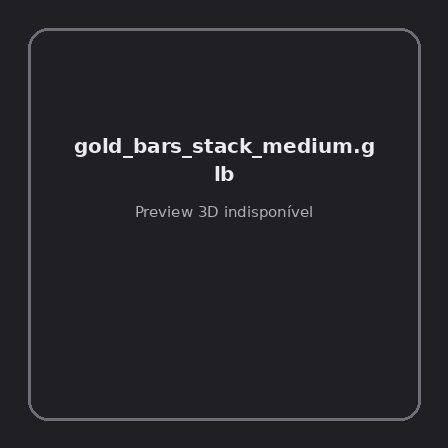 gold_bars_stack_medium.g
lb
Preview 3D indisponível